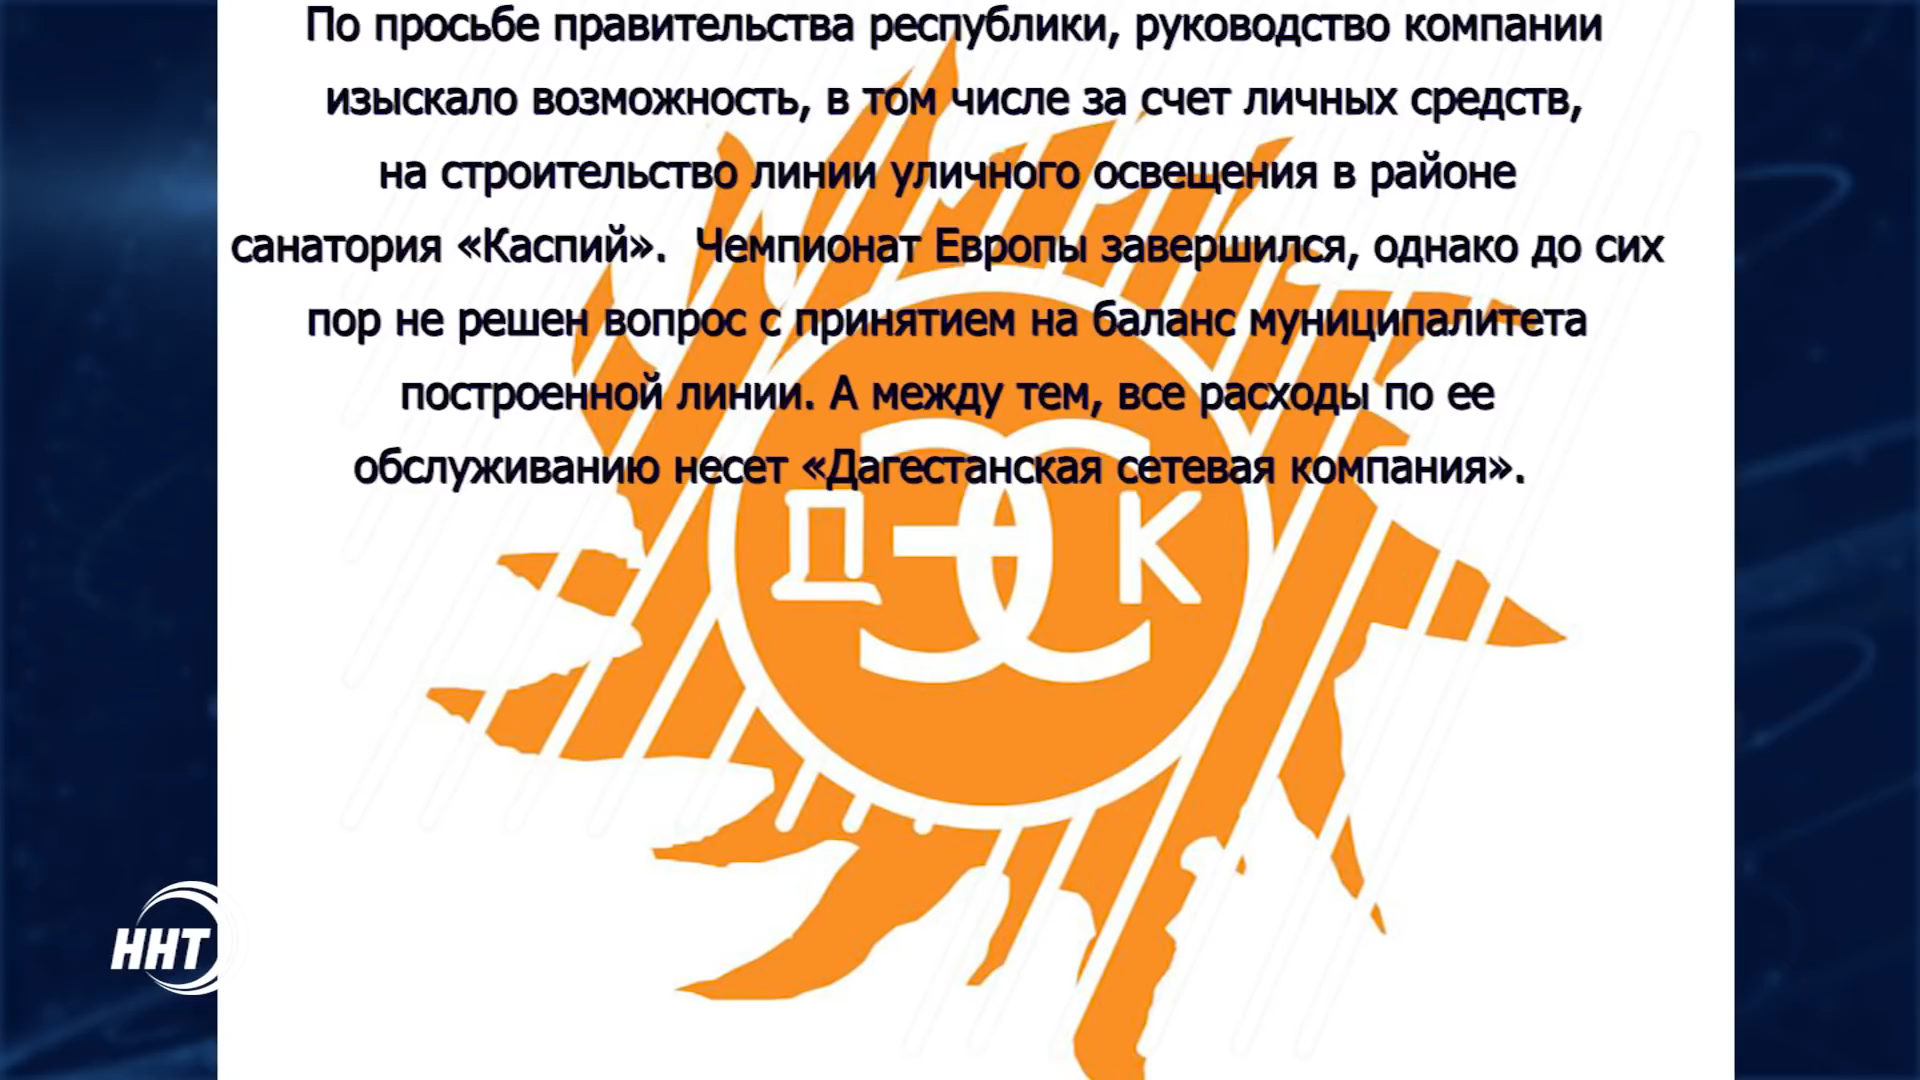 По просьбе правительства республики, руководство компании
изыскало возможность, в том числе за счет личных средств,
на строительство линии уличного освещения в районе
санатория «Каспий». Чемпионат Европы завершился, однако до сих
пор не решен вопрос с принятием на баланс муниципалитета
построенной линии. А между тем, все расходы по ее
обслуживанию несет «Дагестанская сетевая компания».
Д Э С К
ННТ